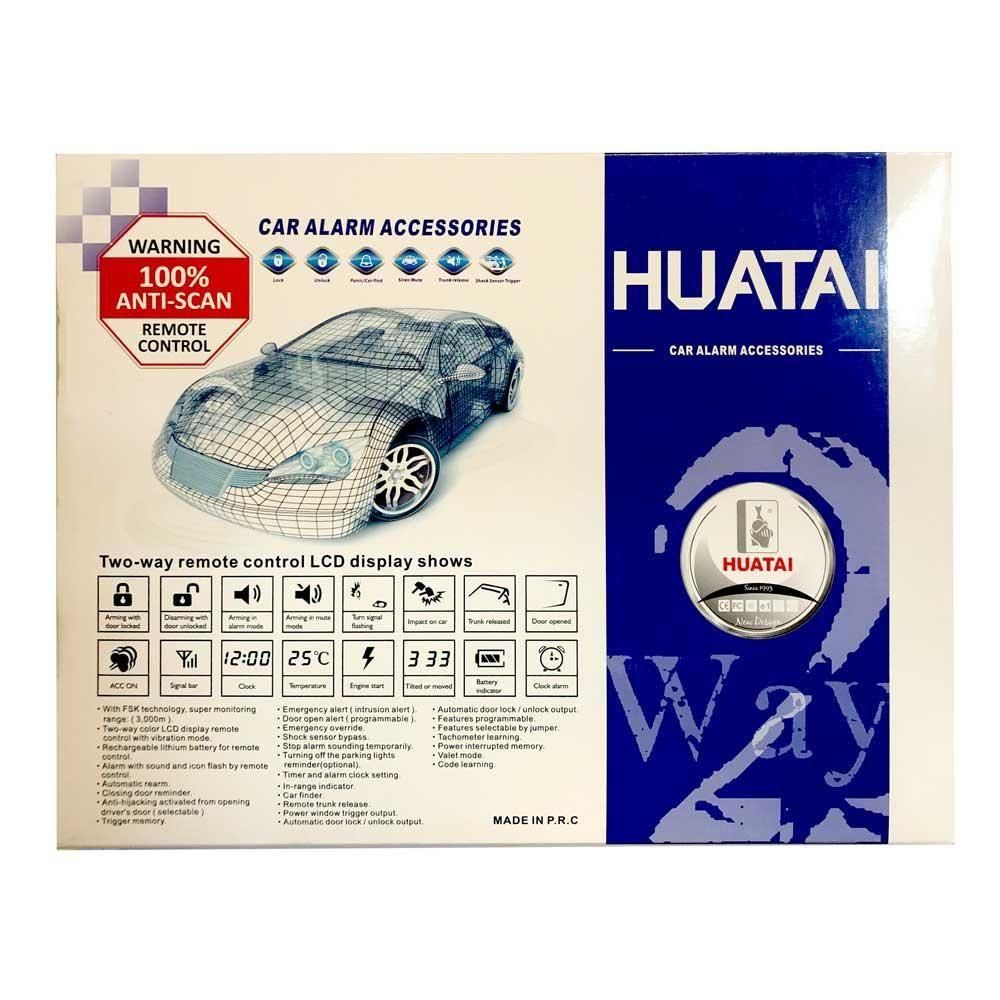 WARNING
100%
ANTI-SCAN
REMOTE
CONTROL
CAR ALARM ACCESSORIES
Lock Unlock Panic/Car find Siren Mute Trunk release Shock Sensor Trigger
HUATAI
CAR ALARM ACCESSORIES
HUATAI
Since 1993
CE FC e1
New Design
2
Way
Two-way remote control LCD display shows
Arming with door locked
Disarming with door unlocked
Arming in alarm mode
Arming in mute mode
Turn signal flashing
Impact on car
Trunk released
Door opened
12:00 25°C 3 33
ACC ON
Signal bar
Clock
Temperature
Engine start
Tilted or moved
Battery indicator
Clock alarm
• With FSK technology, super monitoring
range: ( 3,000m ).
• Two-way color LCD display remote
control with vibration mode.
• Rechargeable lithium battery for remote
control.
• Alarm with sound and icon flash by remote
control.
• Automatic rearm.
• Closing door reminder.
• Anti-hijacking activated from opening
driver's door ( selectable ).
• Trigger memory.
• Emergency alert ( intrusion alert ).
• Door open alert ( programmable ).
• Emergency override.
• Shock sensor bypass.
• Stop alarm sounding temporarily.
• Turning off the parking lights
reminder(optional).
• Timer and alarm clock setting.
• In-range indicator.
• Car finder.
• Remote trunk release.
• Power window trigger output.
• Automatic door lock / unlock output.
• Automatic door lock / unlock output.
• Features programmable.
• Features selectable by jumper.
• Tachometer learning.
• Power interrupted memory.
• Valet mode.
• Code learning.
MADE IN P.R.C